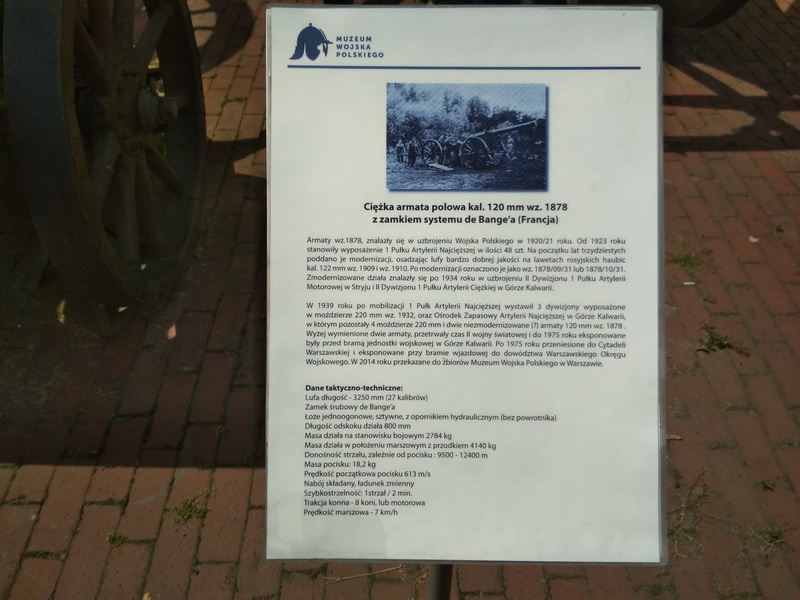 MUZEUM
WOJSKA
POLSKIEGO
Ciężka armata polowa kal. 120 mm wz. 1878
z zamkiem systemu de Bange'a (Francja)
Armaty wz.1878, znalazły się w uzbrojeniu Wojska Polskiego w 1920/21 roku. Od 1923 roku
stanowiły wyposażenie 1 Pułku Artylerii Najcięższej w ilości 48 szt. Na początku lat trzydziestych
poddano je modernizacji, osadzając lufy bardzo dobrej jakości na lawetach rosyjskich haubic
kal. 122 mm wz. 1909 i wz. 1910. Po modernizacji oznaczono je jako wz. 1878/09/31 lub 1878/10/31.
Zmodernizowane działa znalazły się po 1934 roku w uzbrojeniu II Dywizjonu 1 Pułku Artylerii
Motorowej w Stryju i II Dywizjonu 1 Pułku Artylerii Ciężkiej w Górze Kalwarii.
W 1939 roku po mobilizacji 1 Pułk Artylerii Najcięższej wystawił 3 dywizjony wyposażone
w moździerze 220 mm wz. 1932, oraz Ośrodek Zapasowy Artylerii Najcięższej w Górze Kalwarii,
w którym pozostały 4 moździerze 220 mm i dwie niezmodernizowane (?) armaty 120 mm wz. 1878 .
Wyżej wymienione dwie armaty, przetrwały czas II wojny światowej i do 1975 roku eksponowane
były przed bramą jednostki wojskowej w Górze Kalwarii. Po 1975 roku przeniesione do Cytadeli
Warszawskiej i eksponowane przy bramie wjazdowej do dowództwa Warszawskiego Okręgu
Wojskowego. W 2014 roku przekazane do zbiorów Muzeum Wojska Polskiego w Warszawie.
Dane taktyczno-techniczne:
Lufa długość - 3250 mm (27 kalibrów)
Zamek śrubowy de Bange'a
Łoże jednoogonowe, sztywne, z opornikiem hydraulicznym (bez powrotnika)
Długość odskoku działa 800 mm
Masa działa na stanowisku bojowym 2784 kg
Masa działa w położeniu marszowym z przodkiem 4140 kg
Donośność strzału, zależnie od pocisku : 9500 - 12400 m
Masa pocisku: 18,2 kg
Prędkość początkowa pocisku 613 m/s
Nabój składany, ładunek zmienny
Szybkostrzelność: 1strzał / 2 min.
Trakcja konna - 8 koni, lub motorowa
Prędkość marszowa - 7 km/h